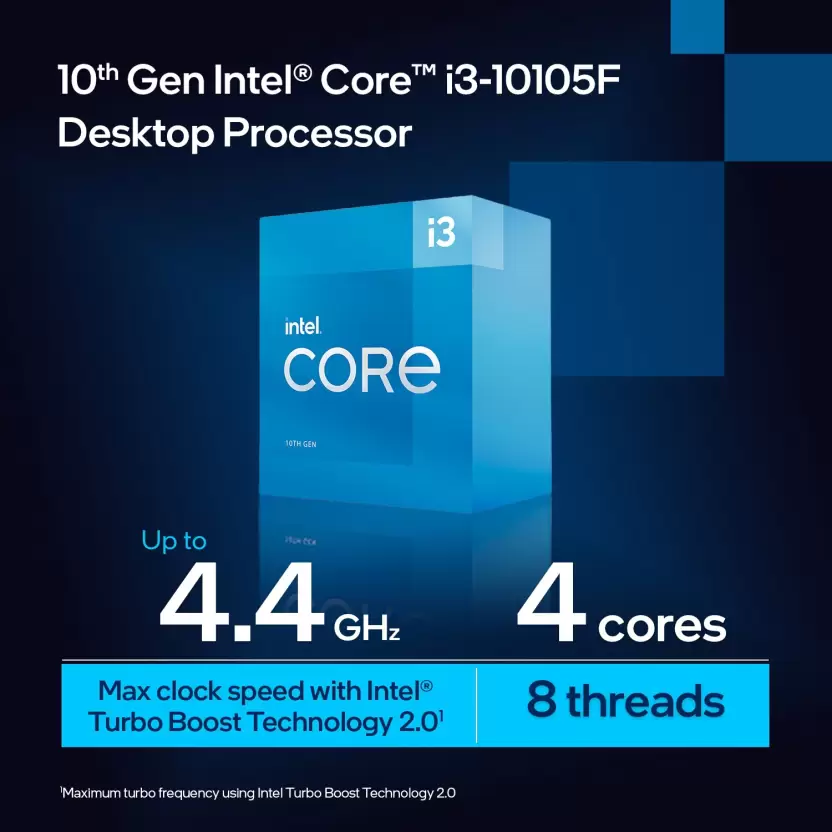 10th Gen Intel® Core™ i3-10105F
Desktop Processor
i3
intel.
CORE
10TH GEN
Up to
4.4 GHz
4 cores
Max clock speed with Intel®
Turbo Boost Technology 2.0¹
8 threads
¹Maximum turbo frequency using Intel Turbo Boost Technology 2.0